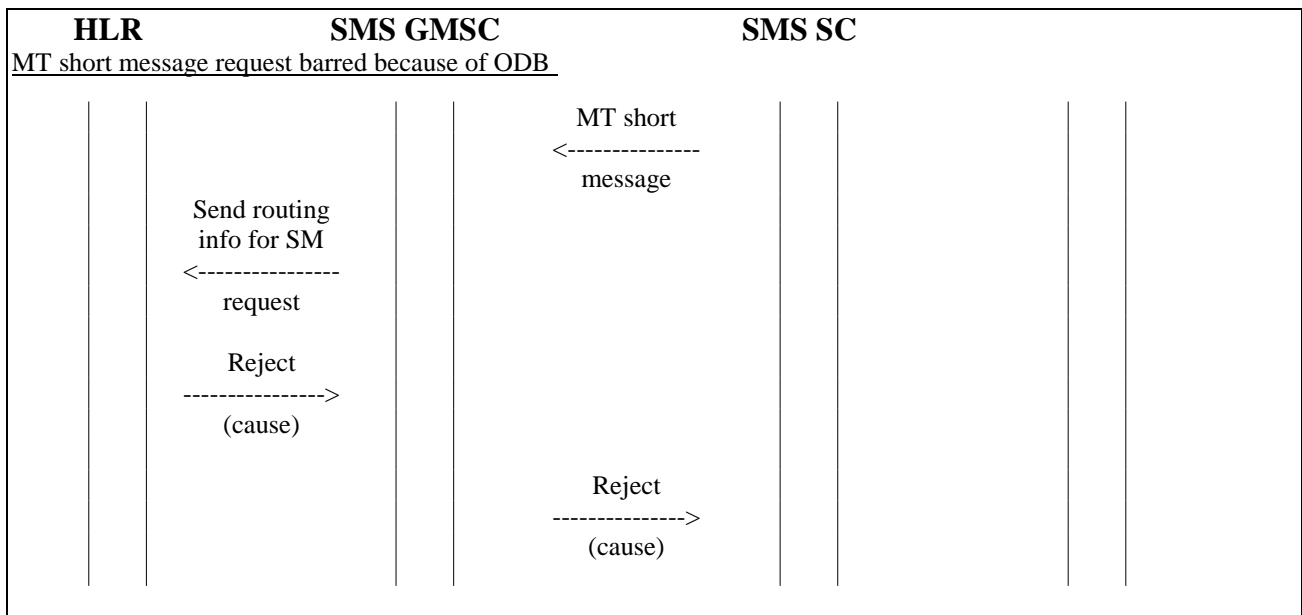 HLR SMS GMSC SMS SC
MT short message request barred because of ODB
MT short
<---------------
message
Send routing
info for SM
<----------------
request
Reject
---------------->
(cause)
Reject
--------------->
(cause)